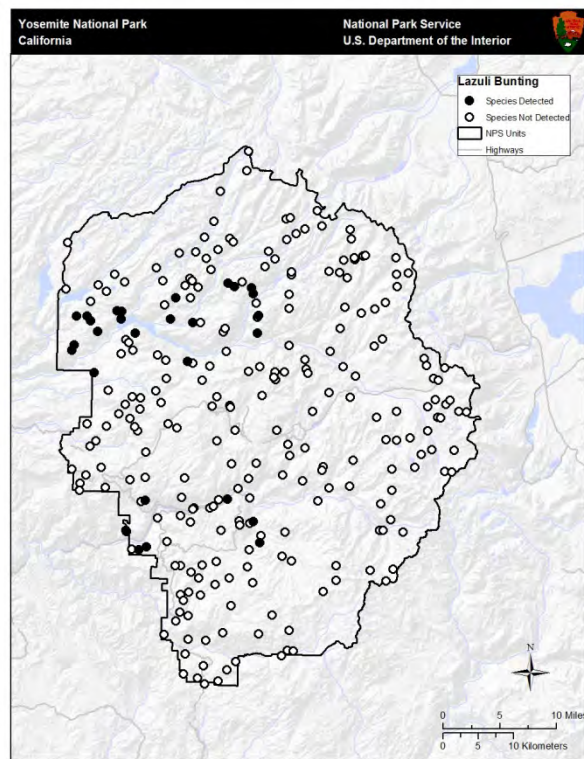 Yosemite National Park
California
National Park Service
U.S. Department of the Interior
Lazuli Bunting
Species Detected
Species Not Detected
NPS Units
Highways
N
0 5 10 Miles
0 5 10 Kilometers